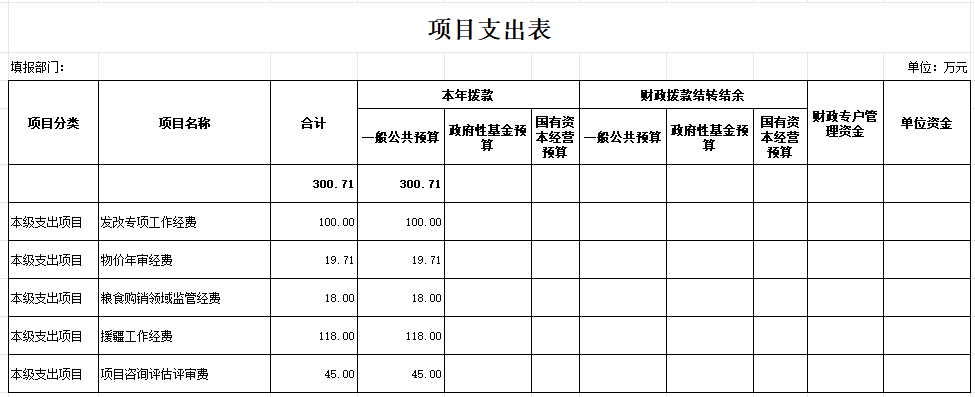 项目支出表
填报部门： 单位：万元
项目分类 项目名称 合计 本年拨款 财政拨款结转结余 财政专户管理资金 单位资金
一般公共预算 政府性基金预算 国有资本经营预算 一般公共预算 政府性基金预算 国有资本经营预算
300.71 300.71
本级支出项目 发改专项工作经费 100.00 100.00
本级支出项目 物价年审经费 19.71 19.71
本级支出项目 粮食购销领域监管经费 18.00 18.00
本级支出项目 援疆工作经费 118.00 118.00
本级支出项目 项目咨询评估评审费 45.00 45.00